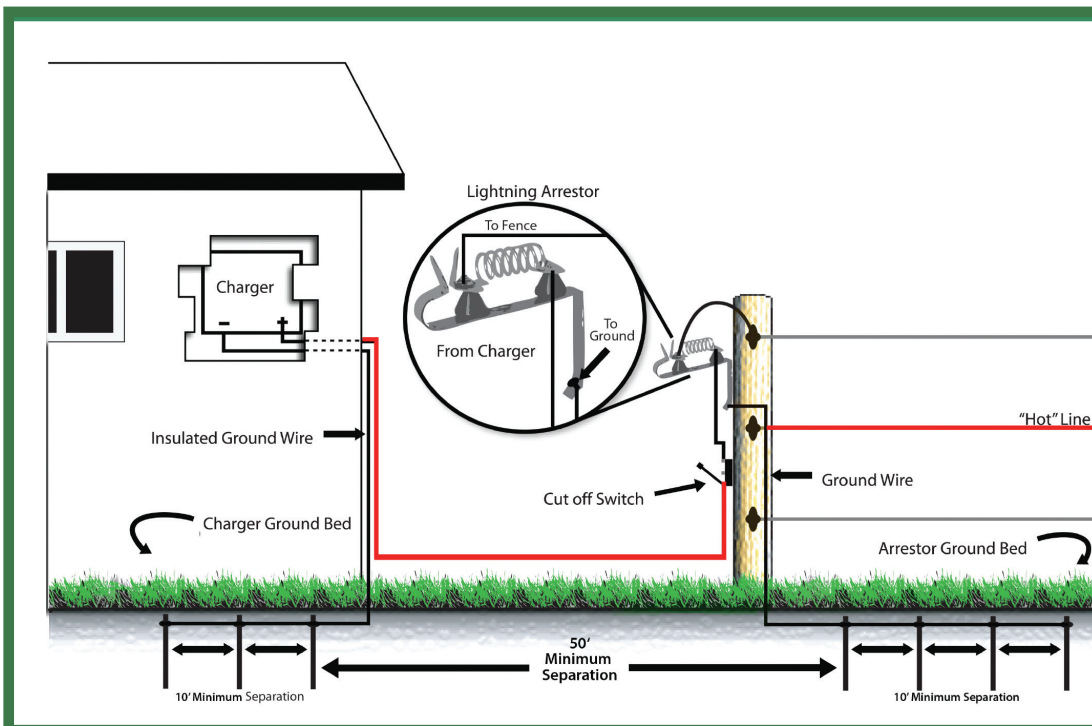 Lightning Arrestor
To Fence
Charger
-
+
To
Ground
From Charger
"Hot" Line
Insulated Ground Wire
Cut off Switch
Ground Wire
Charger Ground Bed
Arrestor Ground Bed
50'
Minimum
Separation
10' Minimum Separation
10' Minimum Separation